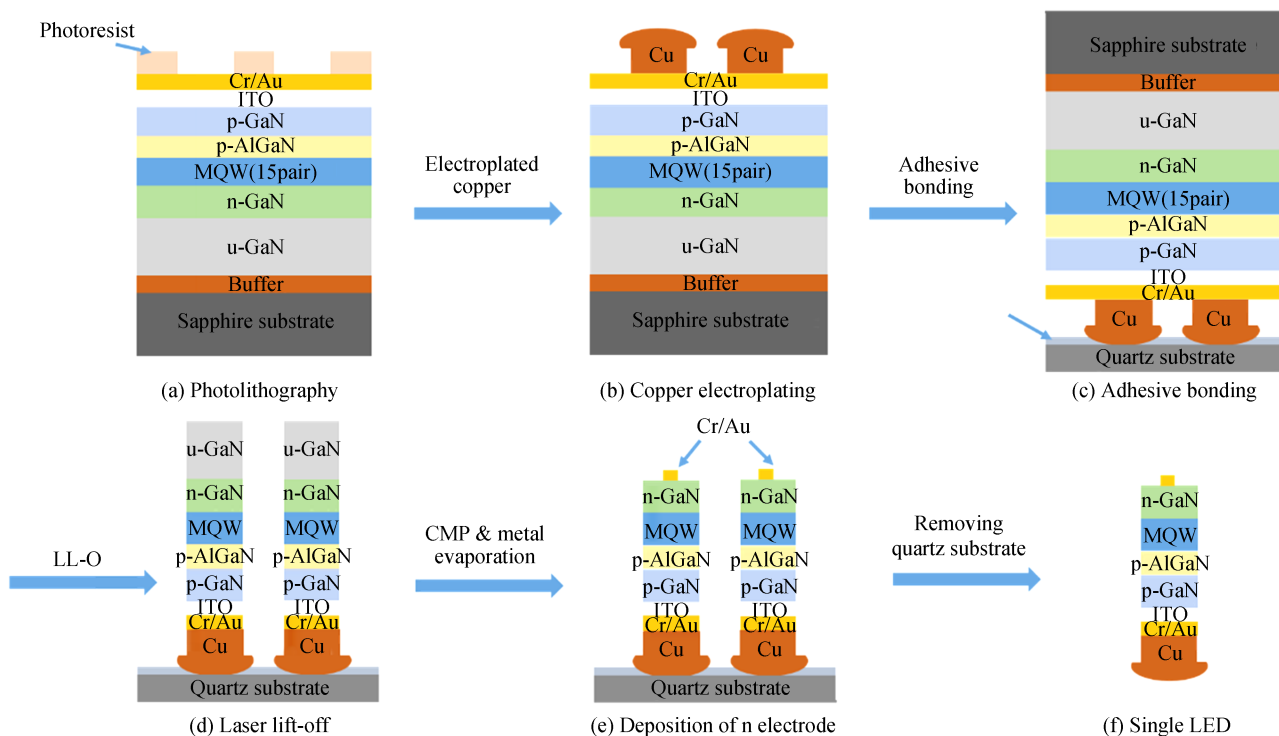 Photoresist
Cr/Au
ITO
p-GaN
p-AlGaN
MQW(15pair)
n-GaN
u-GaN
Buffer
Sapphire substrate
(a) Photolithography
Electroplated
copper
Cu Cu
Cr/Au
ITO
p-GaN
p-AlGaN
MQW(15pair)
n-GaN
u-GaN
Buffer
Sapphire substrate
(b) Copper electroplating
Adhesive
bonding
Sapphire substrate
Buffer
u-GaN
n-GaN
MQW(15pair)
p-AlGaN
p-GaN
ITO
Cr/Au
Cu Cu
Quartz substrate
(c) Adhesive bonding
LL-O
u-GaN u-GaN
n-GaN n-GaN
MQW MQW
p-AlGaN p-AlGaN
p-GaN p-GaN
ITO ITO
Cr/Au Cr/Au
Cu Cu
Quartz substrate
(d) Laser lift-off
CMP & metal
evaporation
Cr/Au
n-GaN n-GaN
MQW MQW
p-AlGaN p-AlGaN
p-GaN p-GaN
ITO ITO
Cr/Au Cr/Au
Cu Cu
Quartz substrate
(e) Deposition of n electrode
Removing
quartz substrate
n-GaN
MQW
p-AlGaN
p-GaN
ITO
Cr/Au
Cu
(f) Single LED